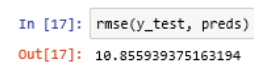 In [17]: rmse(y_test, preds)
Out[17]: 10.855939375163194